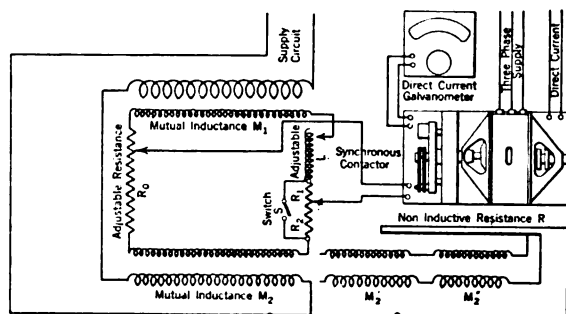 Supply
Circuit
Direct Current
Galvanometer
Three Phase
Supply
Direct Current
Mutual Inductance M1
Adjustable Resistance
R0
Adjustable
L
Synchronous
Contactor
Switch
S
R1
R2
Non Inductive Resistance R
Mutual Inductance M2
M2'
M2"